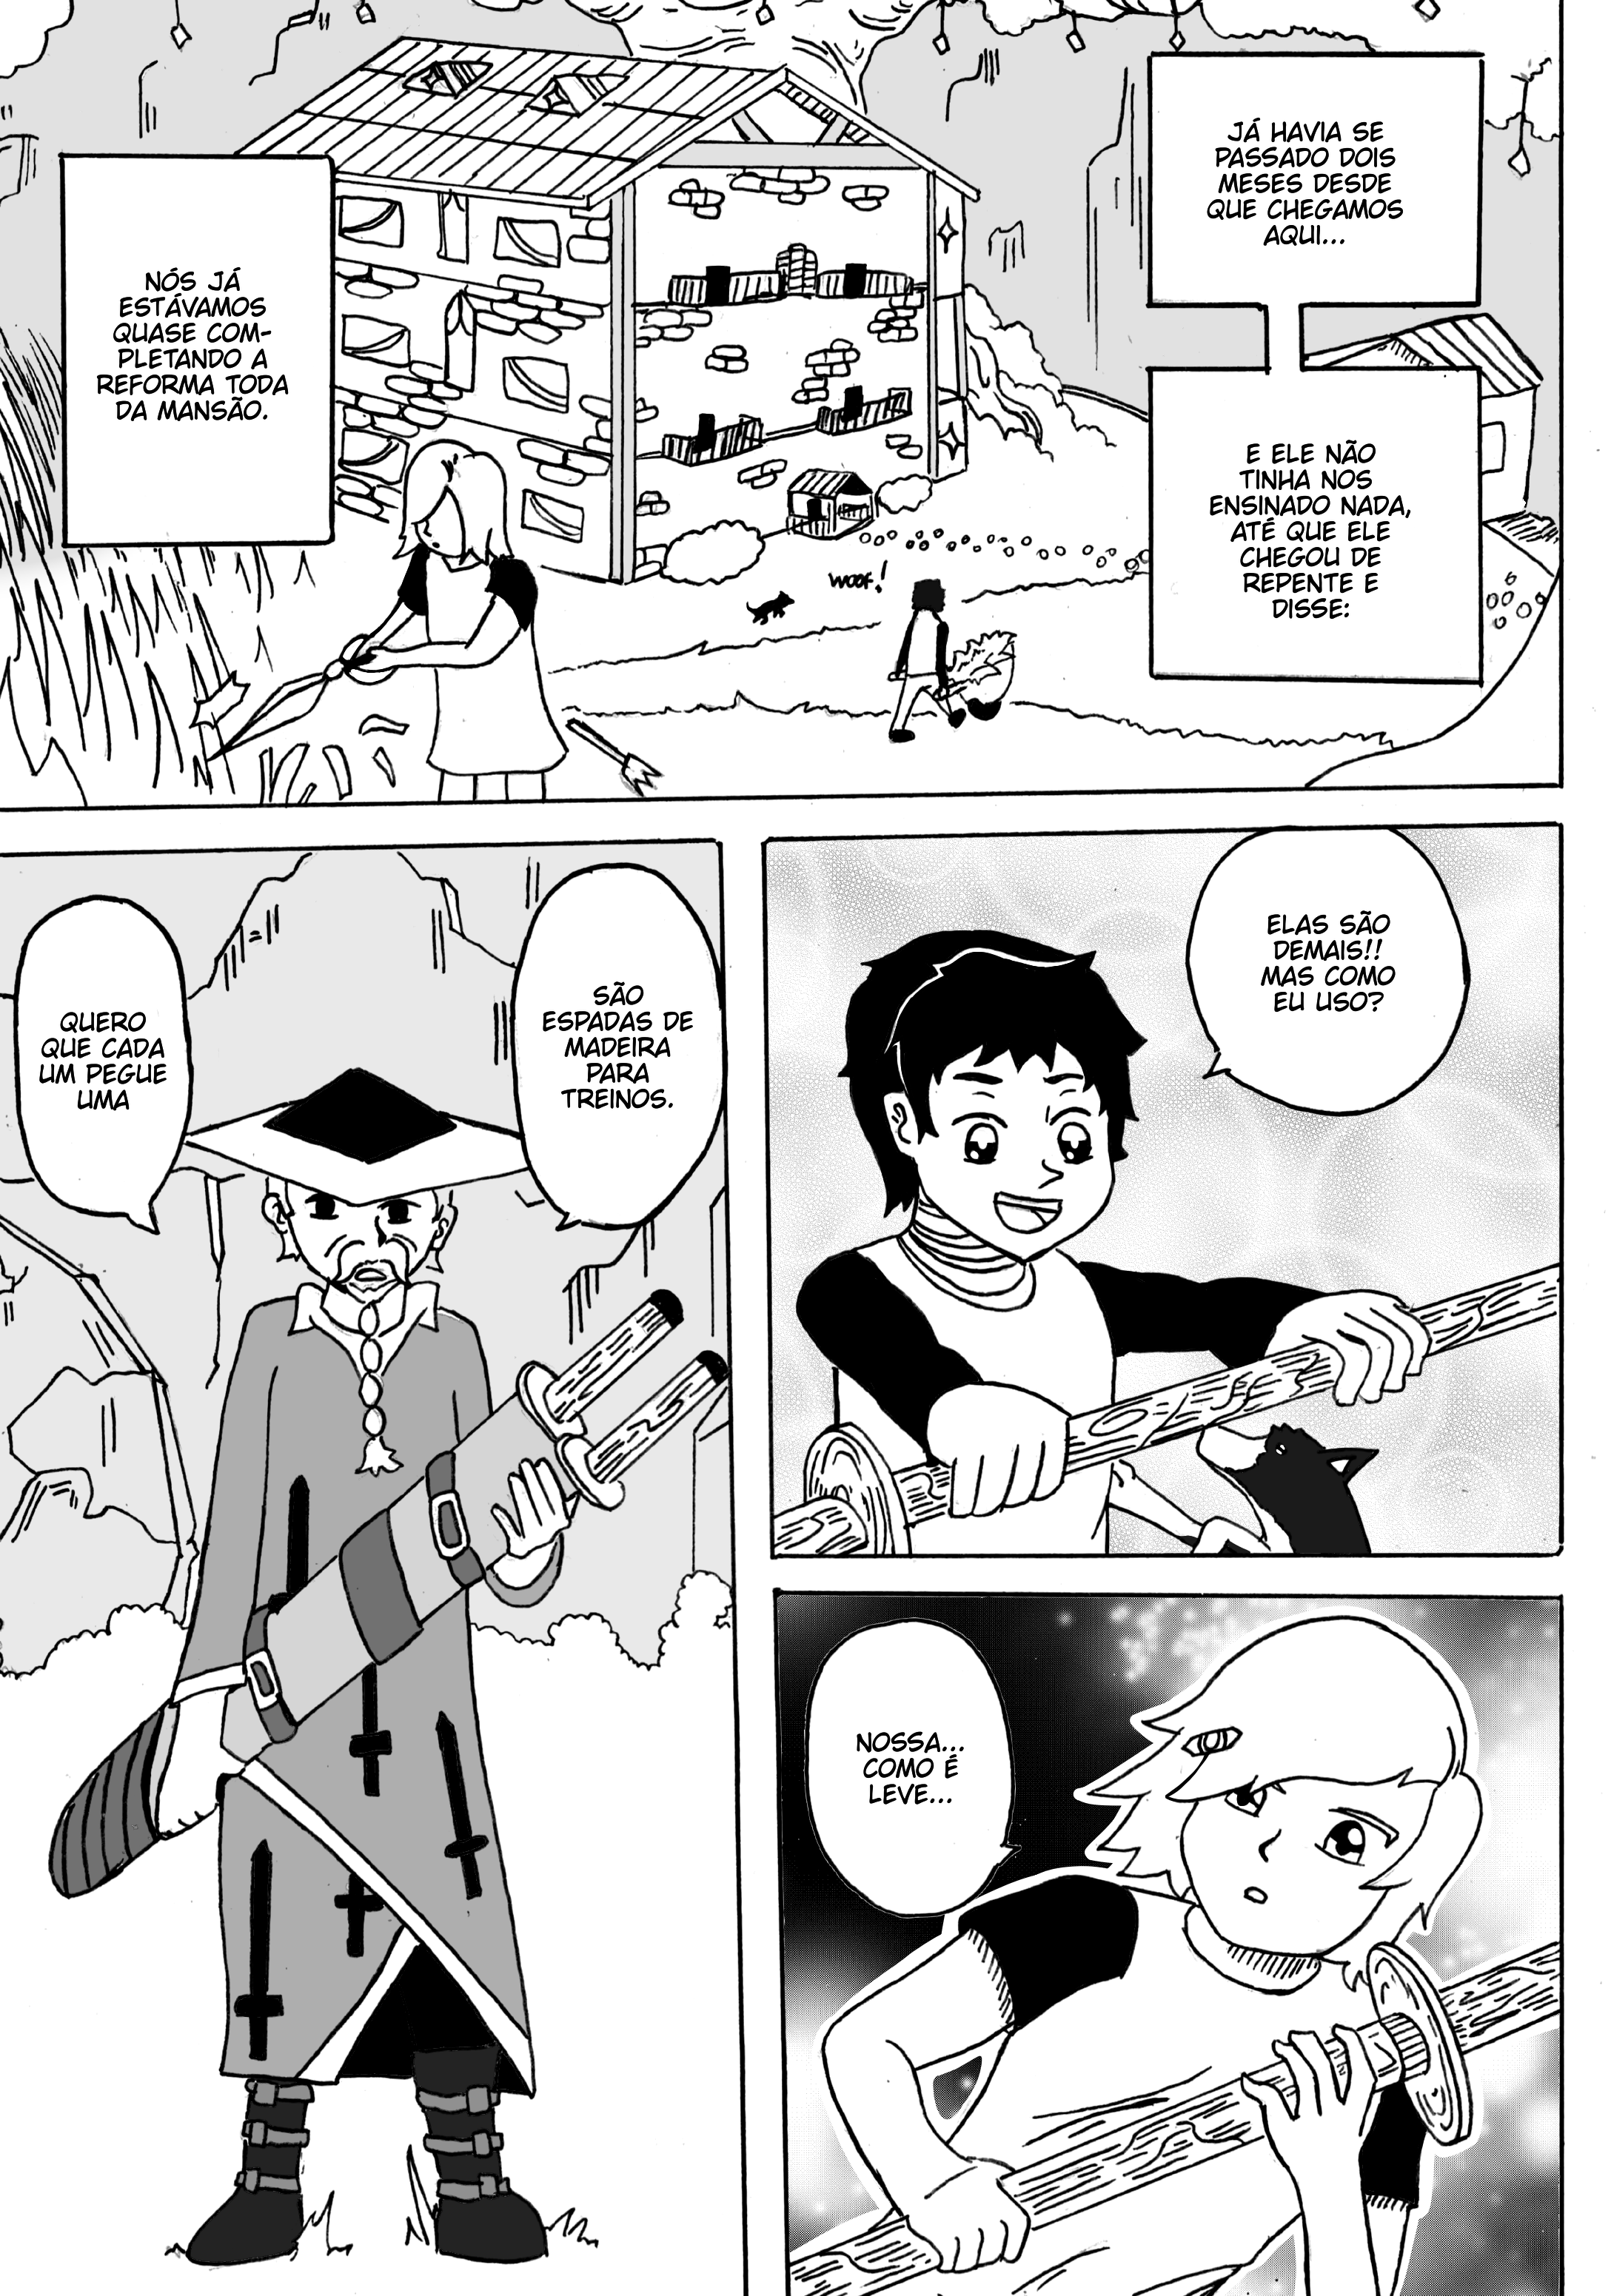 NÓS JÁ
ESTÁVAMOS
QUASE COM-
PLETANDO A
REFORMA TODA
DA MANSÃO.
JÁ HAVIA SE
PASSADO DOIS
MESES DESDE
QUE CHEGAMOS
AQUI...
E ELE NÃO
TINHA NOS
ENSINADO NADA,
ATÉ QUE ELE
CHEGOU DE
REPENTE E
DISSE:
woof!
QUERO
QUE CADA
UM PEGUE
UMA
SÃO
ESPADAS DE
MADEIRA
PARA
TREINOS.
ELAS SÃO
DEMAIS!!
MAS COMO
EU USO?
NOSSA...
COMO É
LEVE...